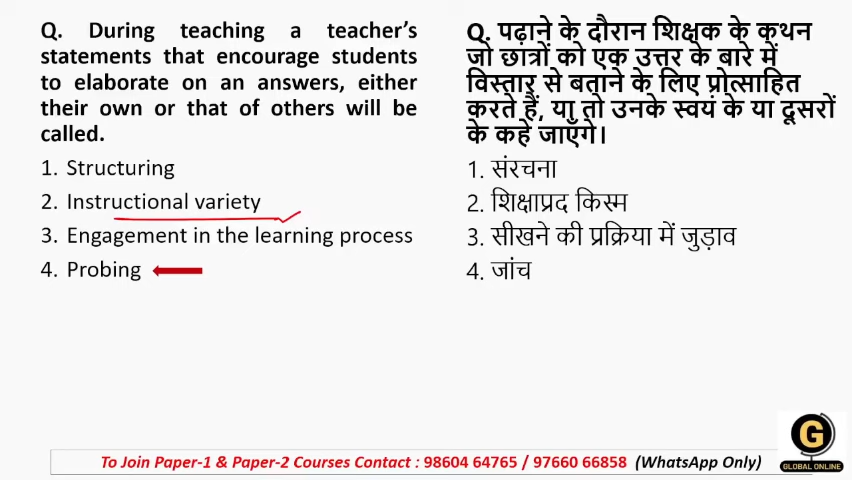 Q. During teaching a teacher's
statements that encourage students
to elaborate on an answers, either
their own or that of others will be
called.
1. Structuring
2. Instructional variety
3. Engagement in the learning process
4. Probing
Q. पढ़ाने के दौरान शिक्षक के कथन
जो छात्रों को एक उत्तर के बारे में
विस्तार से बताने के लिए प्रोत्साहित
करते हैं, या तो उनके स्वयं के या दूसरों
के कहे जाएँगे।
1. संरचना
2. शिक्षाप्रद किस्म
3. सीखने की प्रक्रिया में जुड़ाव
4. जांच
G
GLOBAL ONLINE
To Join Paper-1 & Paper-2 Courses Contact : 98604 64765 / 97660 66858 (WhatsApp Only)